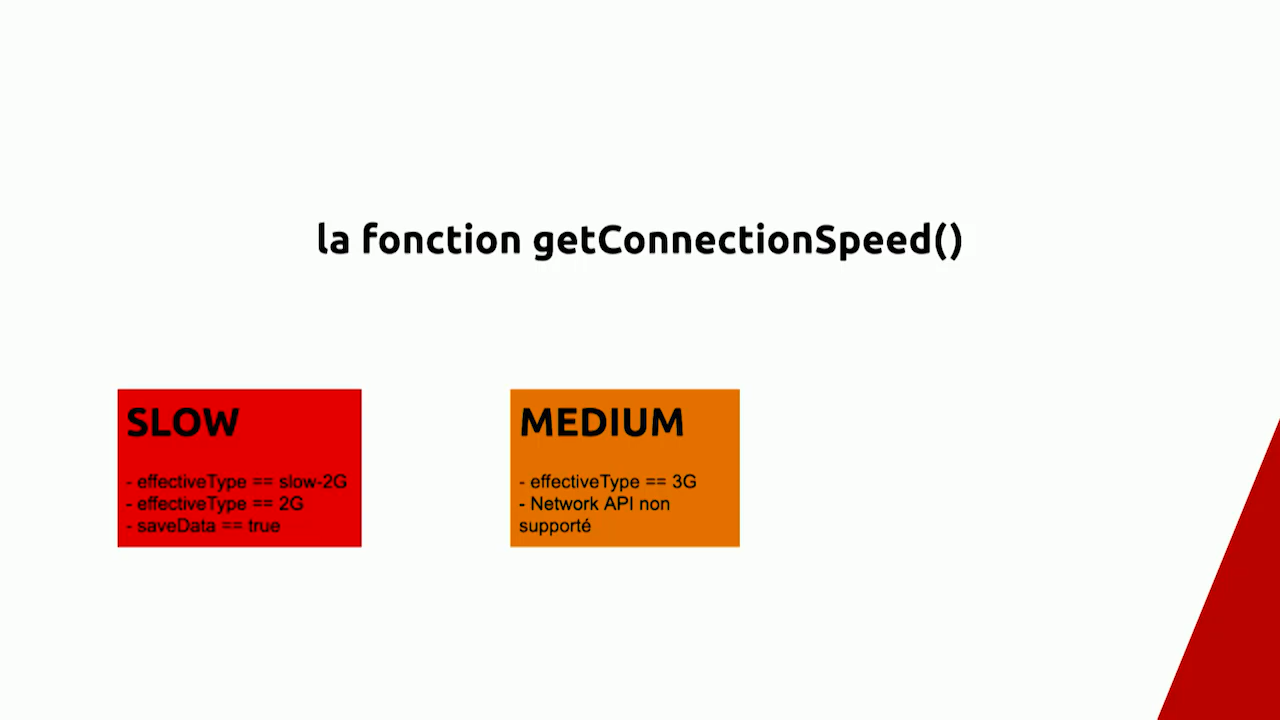 la fonction getConnectionSpeed()
SLOW
- effectiveType == slow-2G
- effectiveType == 2G
- saveData == true
MEDIUM
- effectiveType == 3G
- Network API non
supporté